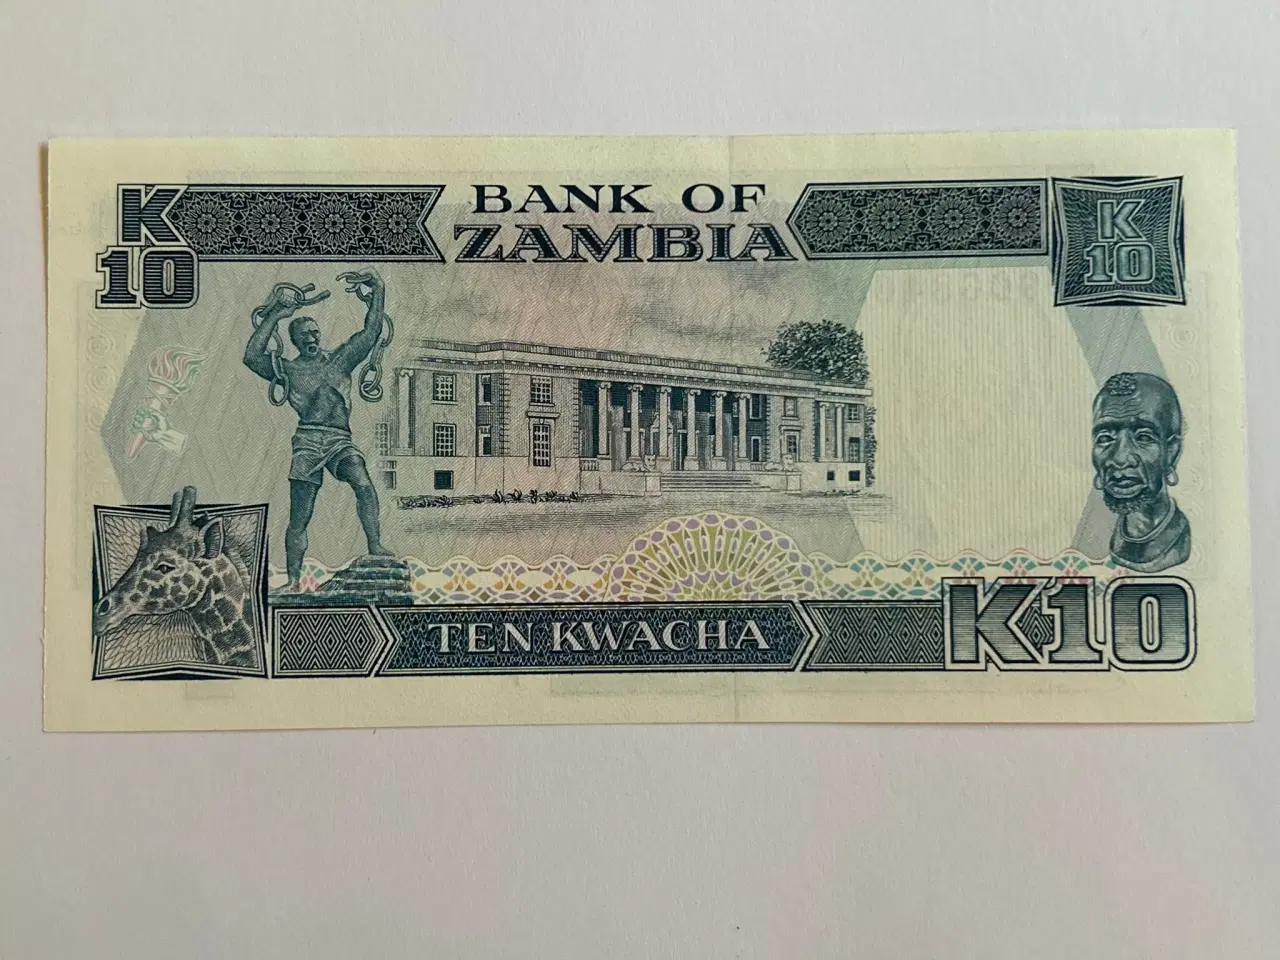 K
10
BANK OF
ZAMBIA
K
10
TEN KWACHA
K10